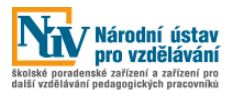 NÚV Národní ústav
pro vzdělávání
školské poradenské zařízení a zařízení pro
další vzdělávání pedagogických pracovníků